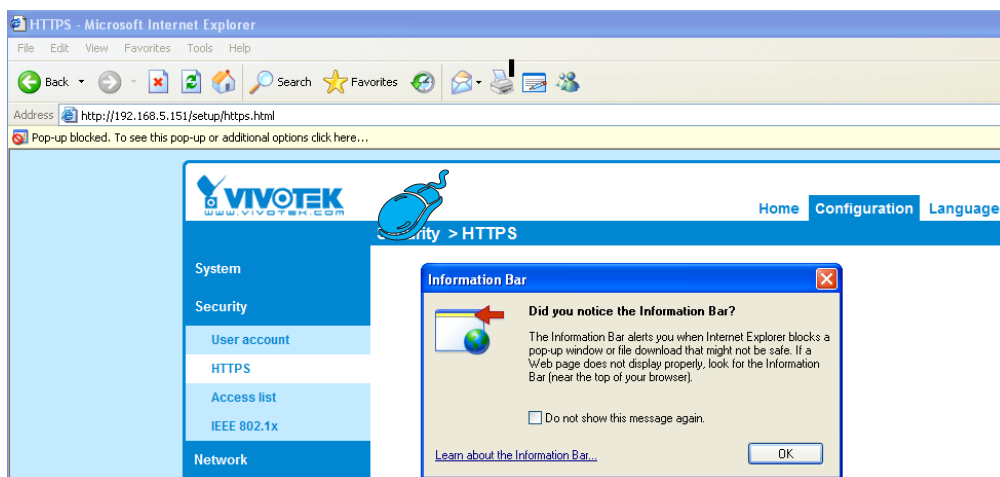 HTTPS - Microsoft Internet Explorer
File Edit View Favorites Tools Help
Back Search Favorites
Address http://192.168.5.151/setup/https.html
Pop-up blocked. To see this pop-up or additional options click here...
VIVOTEK
WWW.VIVOTEK.COM
Home Configuration Language
>HTTPS
System
Security
User account
HTTPS
Access list
IEEE 802.1x
Network
Information Bar
Did you notice the Information Bar?
The Information Bar alerts you when Internet Explorer blocks a
pop-up window or file download that might not be safe. If a
Web page does not display properly, look for the Information
Bar (near the top of your browser).
Do not show this message again.
Learn about the Information Bar...
OK